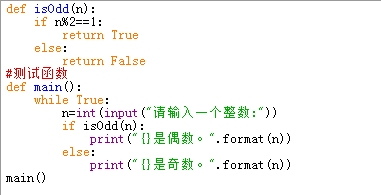 def isOdd(n):
    if n%2==1:
        return True
    else:
        return False
#测试函数
def main():
    while True:
        n=int(input("请输入一个整数:"))
        if isOdd(n):
            print("{}是偶数。".format(n))
        else:
            print("{}是奇数。".format(n))
main()